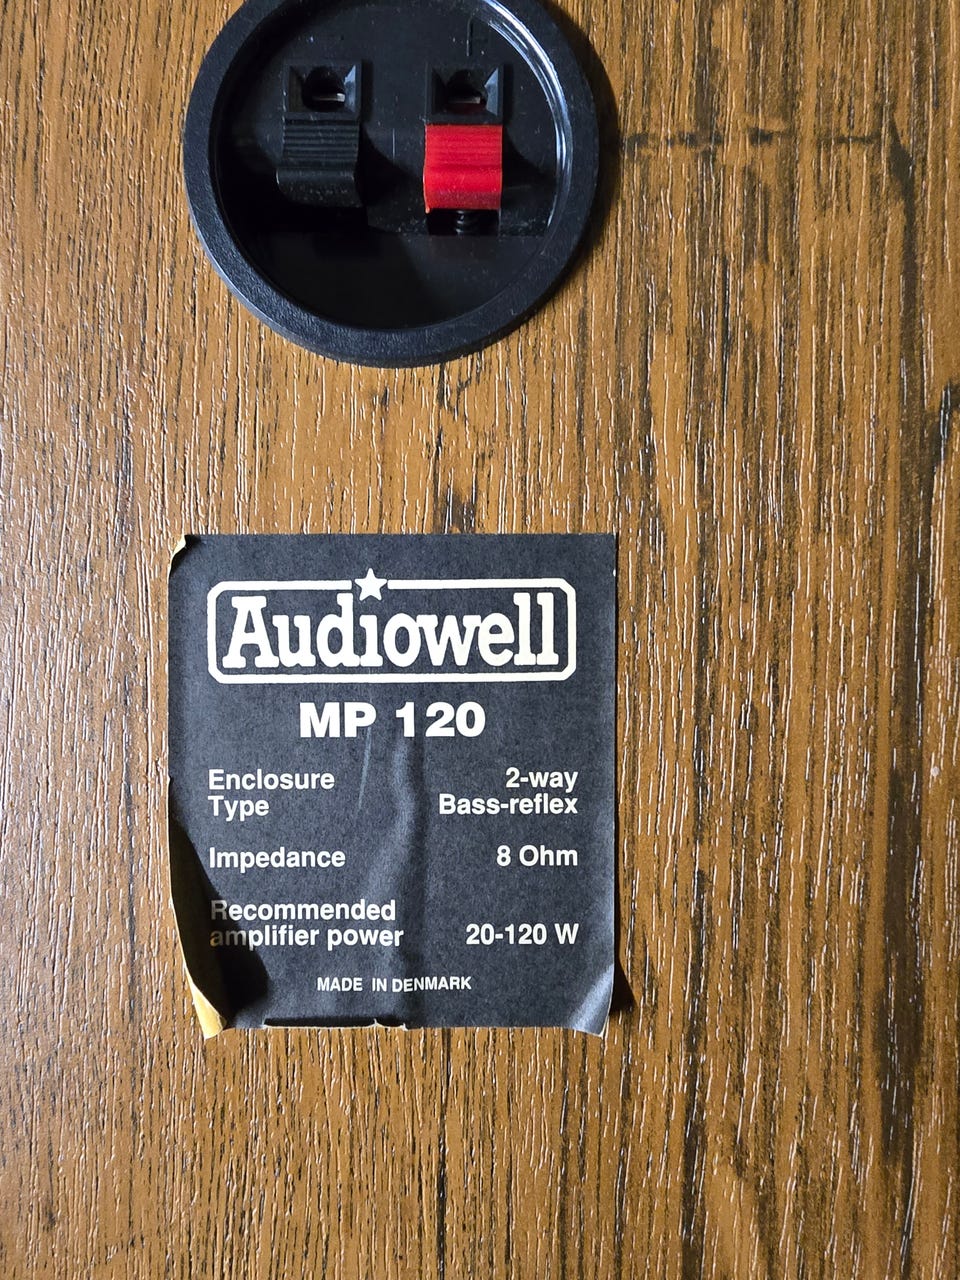 Audiowell
MP 120
Enclosure 2-way
Type Bass-reflex
Impedance 8 Ohm
Recommended
amplifier power 20-120 W
MADE IN DENMARK